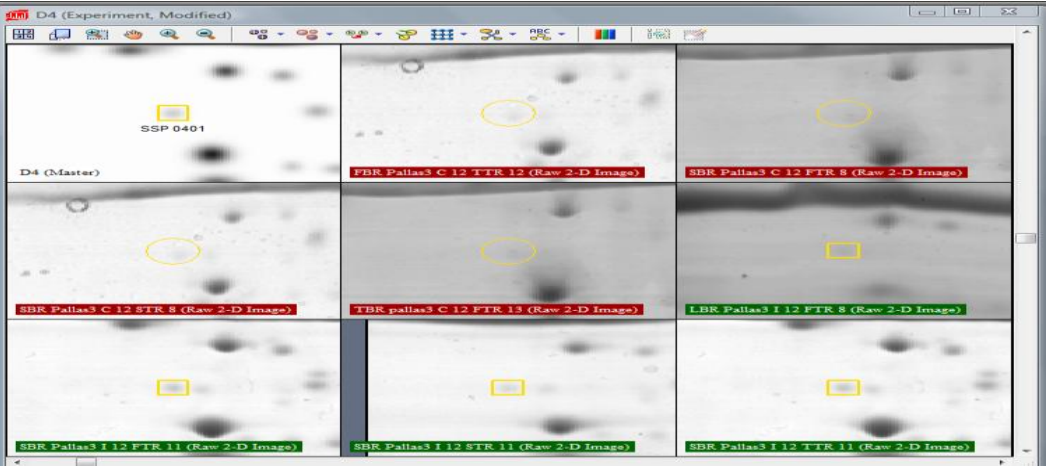 D4 (Experiment, Modified)
SSP 0401
D4 (Master)
FBR Pallas3 C 12 TTR 12 (Raw 2-D Image)
SBR Pallas3 C 12 FTR 8 (Raw 2-D Image)
SBR Pallas3 C 12 STR 8 (Raw 2-D Image)
TBR pallas3 C 12 FTR 13 (Raw 2-D Image)
LBR Pallas3 I 12 FTR 8 (Raw 2-D Image)
SBR Pallas3 I 12 FTR 11 (Raw 2-D Image)
SBR Pallas3 I 12 STR 11 (Raw 2-D Image)
SBR Pallas3 I 12 TTR 11 (Raw 2-D Image)